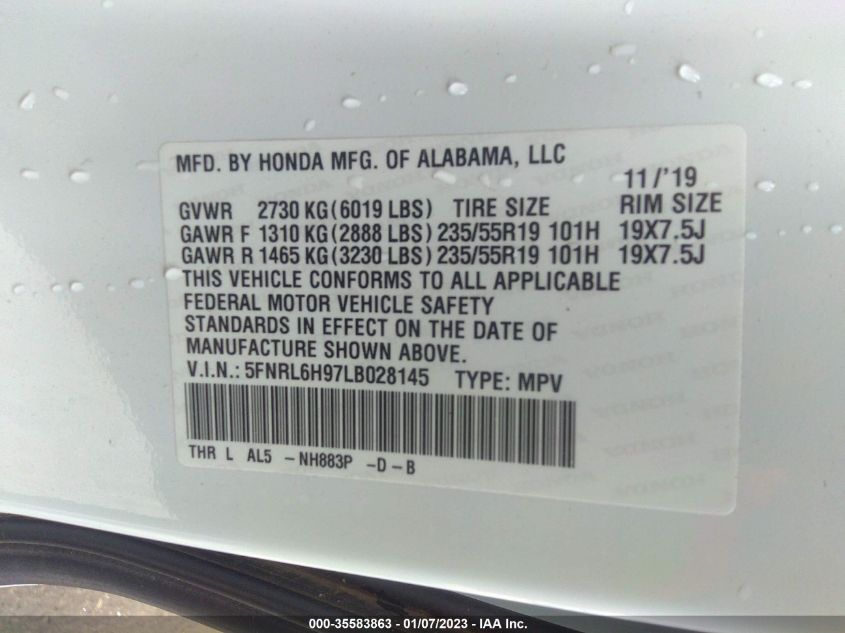 MFD. BY HONDA MFG. OF ALABAMA, LLC
11/'19
GVWR 2730 KG(6019 LBS) TIRE SIZE RIM SIZE
GAWR F 1310 KG(2888 LBS) 235/55R19 101H 19X7.5J
GAWR R 1465 KG(3230 LBS) 235/55R19 101H 19X7.5J
THIS VEHICLE CONFORMS TO ALL APPLICABLE
FEDERAL MOTOR VEHICLE SAFETY
STANDARDS IN EFFECT ON THE DATE OF
MANUFACTURE SHOWN ABOVE.
V.I.N.: 5FNRL6H97LB028145 TYPE: MPV
THR L AL5 -NH883P -D-B
000-35583863 - 01/07/2023 - IAA Inc.